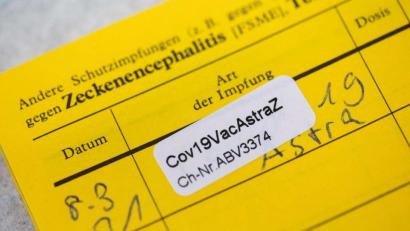 Andere Schutzimpfungen (z. B. gegen
gegen Zeckenencephalitis [FSME],
Datum
Art
der Impfung
Dosis
Cov19VacAstraZ
Ch-Nr. ABV3374
19
Astra
8.3
21